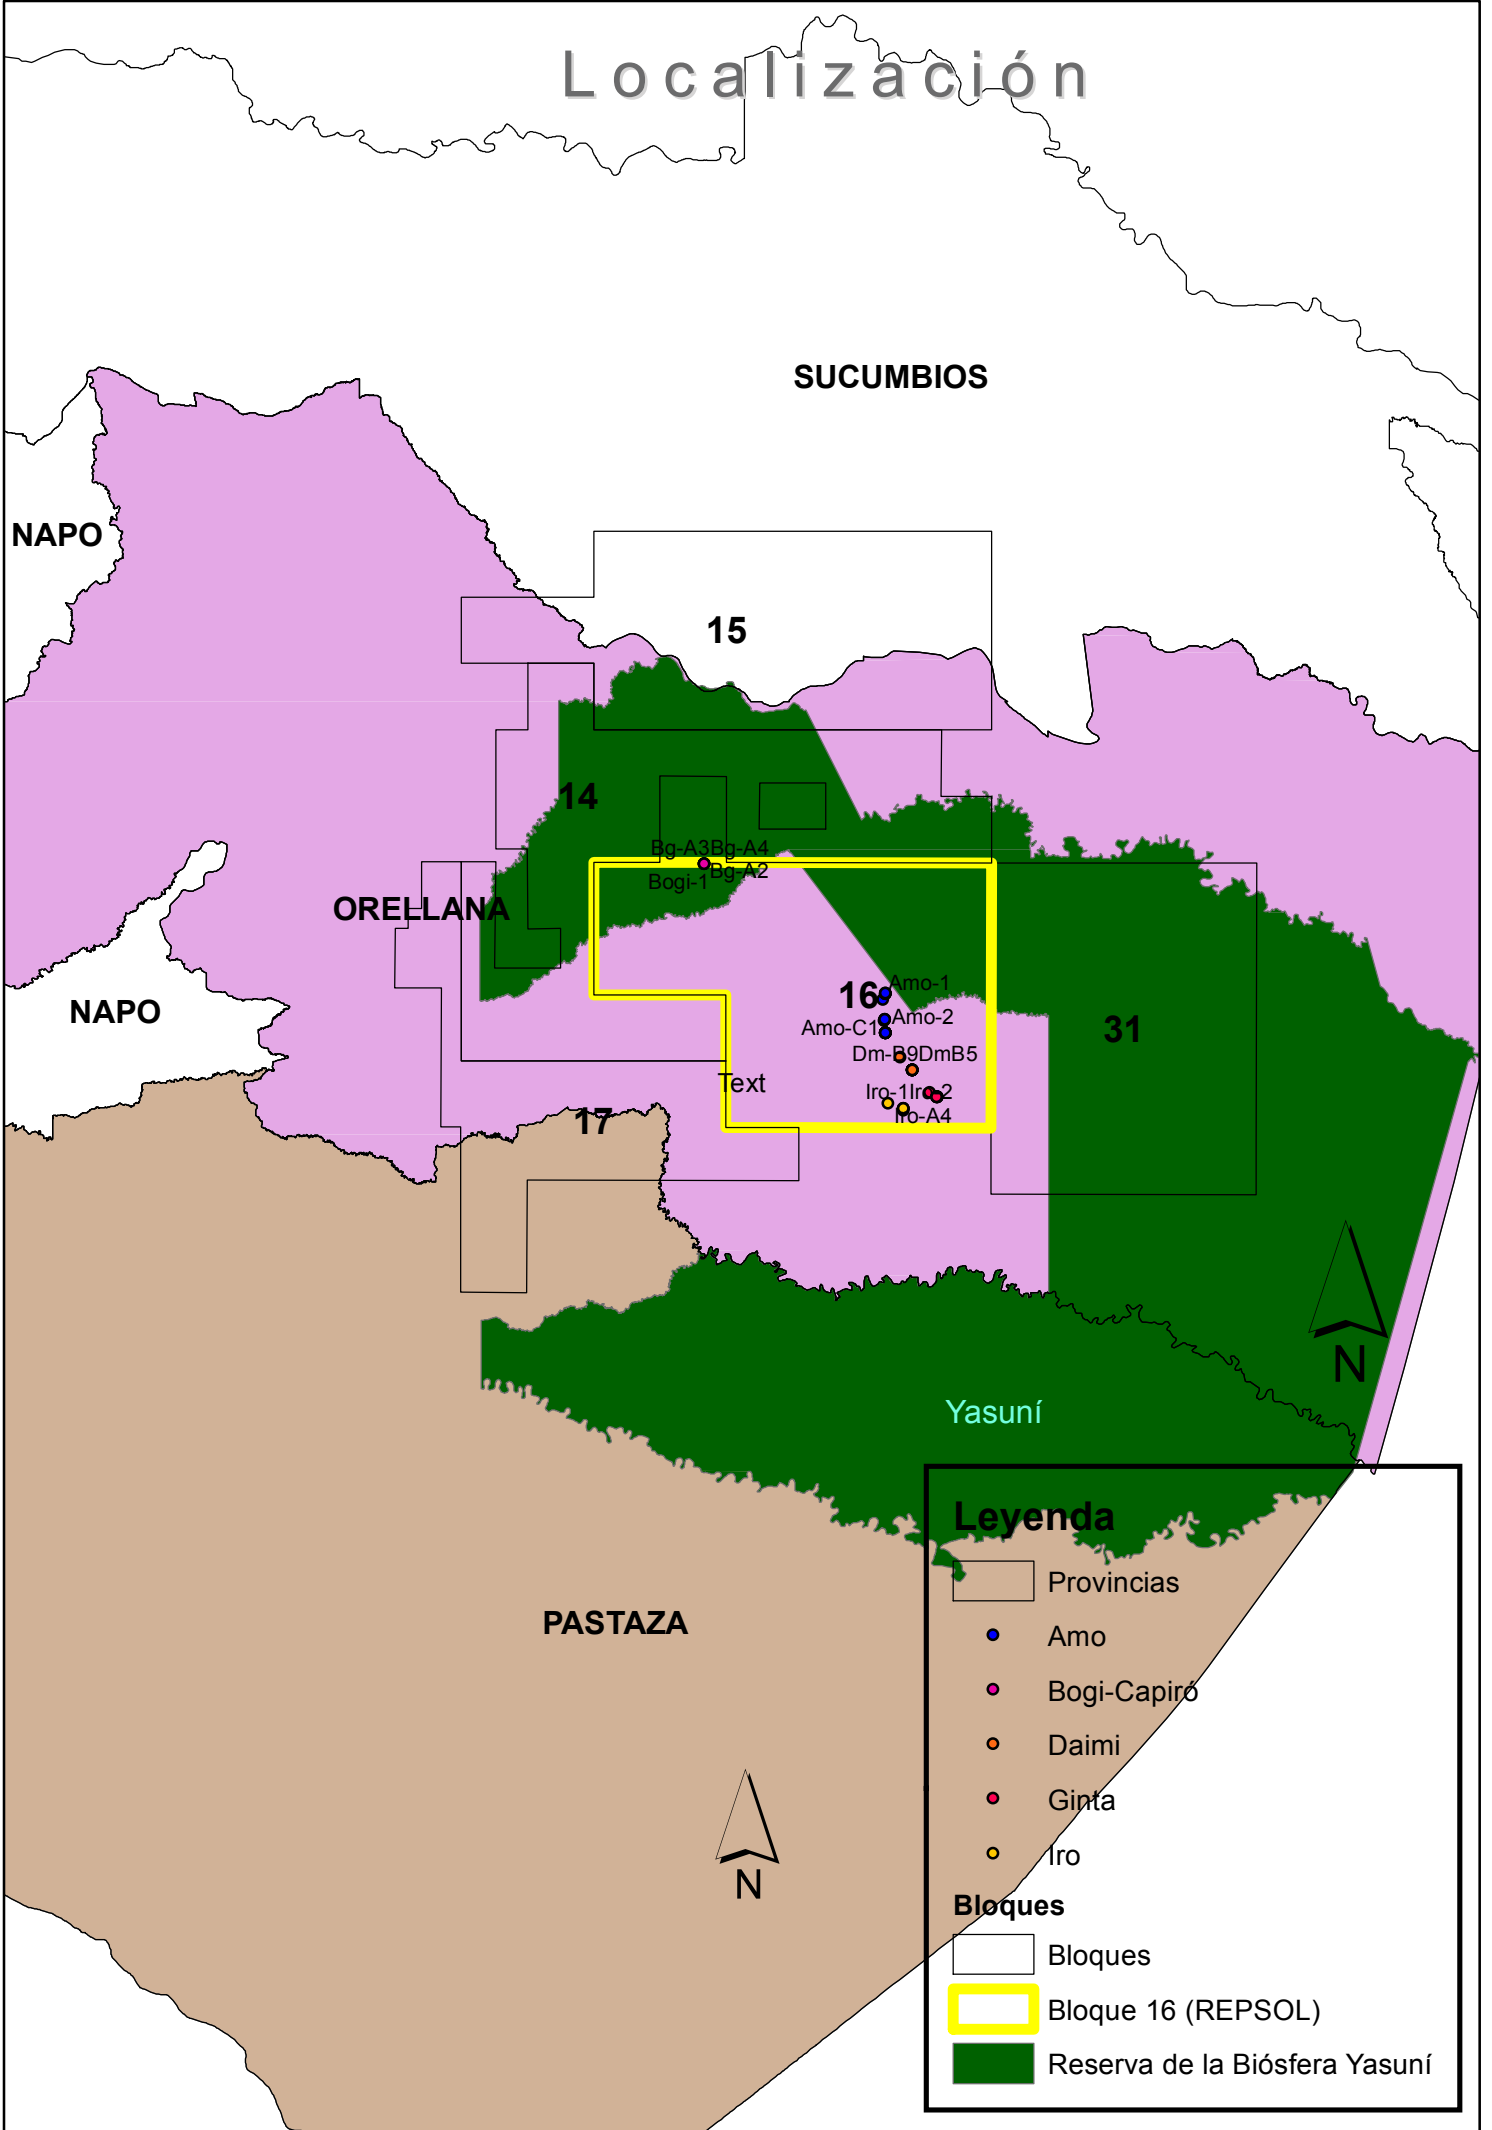 Localización
SUCUMBIOS
NAPO
15
14
Bg-A3Bg-A4
Bg-A2
Bogi-1
ORELLANA
16
Amo-1
NAPO
Amo-2
Amo-C1
31
Dm-B9DmB5
Text
Iro-1Iro-2
Iro-A4
17
N
Yasuní
Leyenda
Provincias
PASTAZA
Amo
Bogi-Capiró
Daimi
Ginta
Iro
N
Bloques
Bloques
Bloque 16 (REPSOL)
Reserva de la Biósfera Yasuní